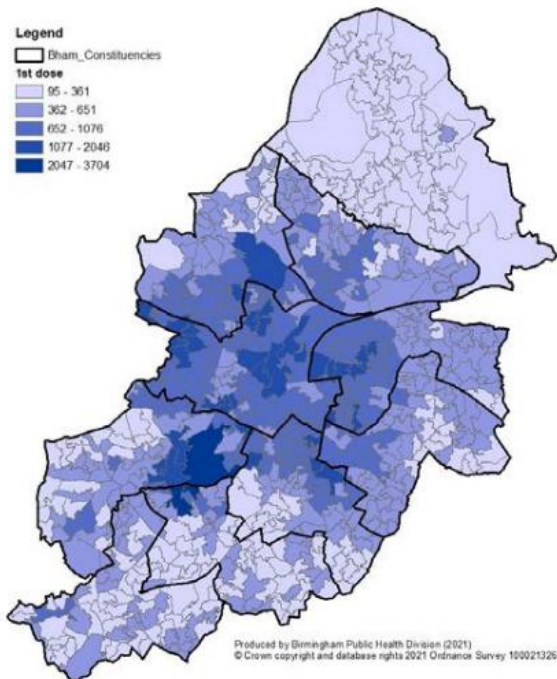 Legend
Bham_Constituencies
1st dose
95 - 361
362 - 651
652 - 1076
1077 - 2046
2047 - 3704
Produced by Birmingham Public Health Division (2021)
© Crown copyright and database rights 2021 Ordnance Survey 100021326